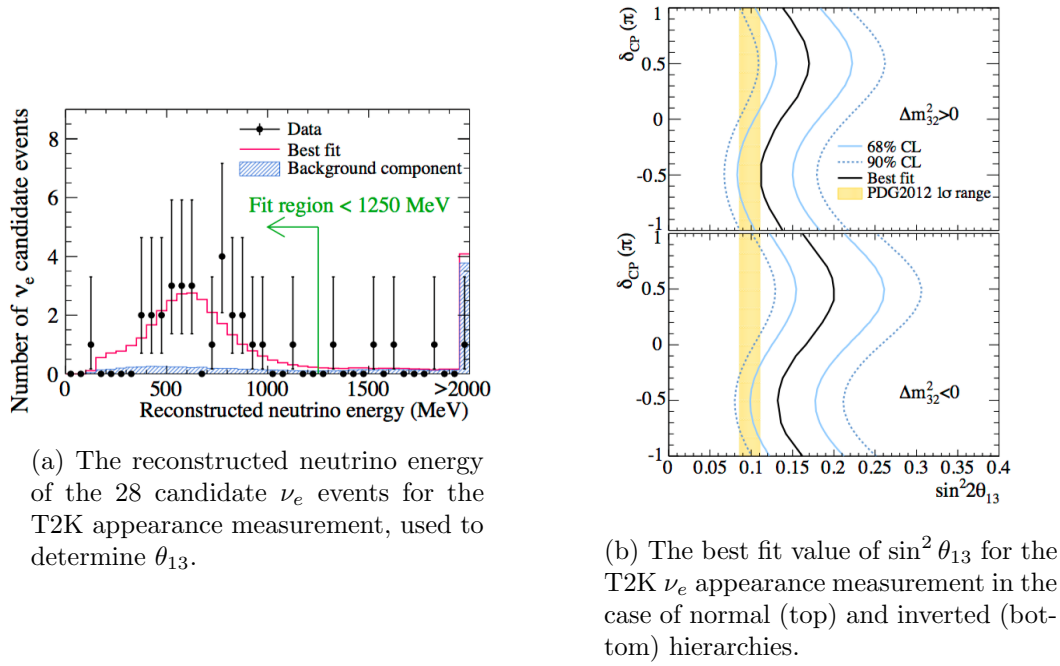 Number of νe candidate events
8
6
4
2
0
Data
Best fit
Background component
Fit region < 1250 MeV
0 500 1000 1500 >2000
Reconstructed neutrino energy (MeV)
(a) The reconstructed neutrino energy
of the 28 candidate νe events for the
T2K appearance measurement, used to
determine θ13.
δCP (π)
1
0.5
0
-0.5
-1
Δm²32>0
68% CL
90% CL
Best fit
PDG2012 1σ range
δCP (π)
1
0.5
0
-0.5
-1
Δm²32<0
0 0.05 0.1 0.15 0.2 0.25 0.3 0.35 0.4
sin²2θ13
(b) The best fit value of sin² θ13 for the
T2K νe appearance measurement in the
case of normal (top) and inverted (bot-
tom) hierarchies.